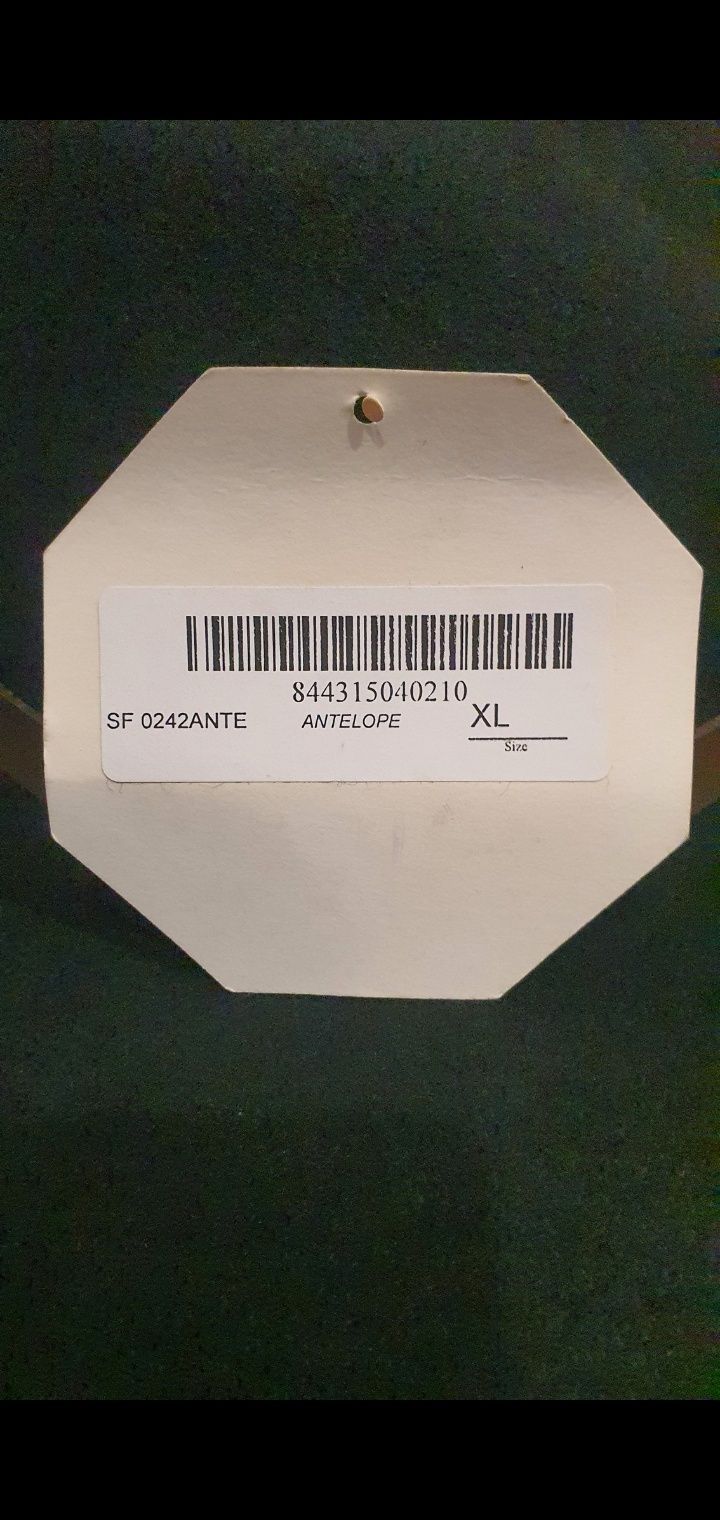 844315040210
SF 0242ANTE ANTELOPE XL
Size